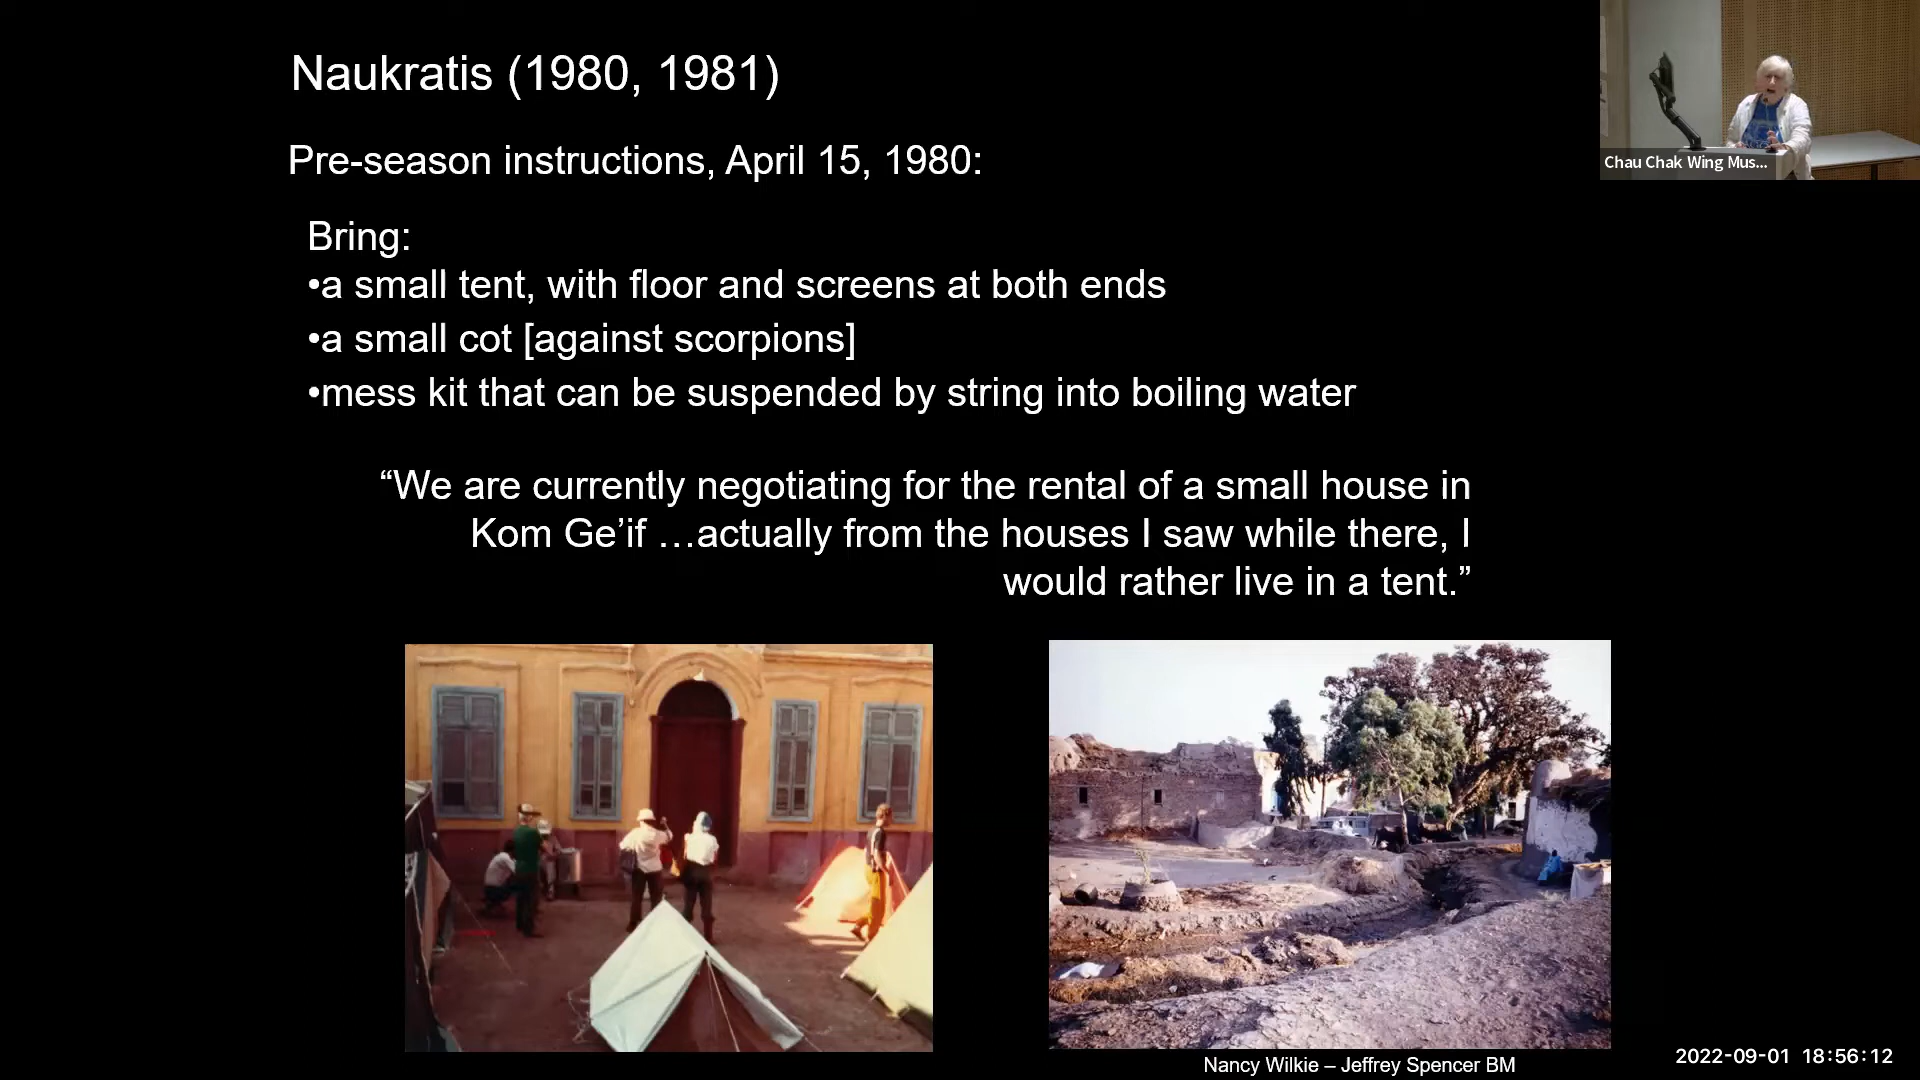 Naukratis (1980, 1981)
Pre-season instructions, April 15, 1980:
Bring:
•a small tent, with floor and screens at both ends
•a small cot [against scorpions]
•mess kit that can be suspended by string into boiling water
“We are currently negotiating for the rental of a small house in
Kom Ge’if …actually from the houses I saw while there, I
would rather live in a tent.”
Chau Chak Wing Mus...
Nancy Wilkie – Jeffrey Spencer BM
2022-09-01 18:56:12